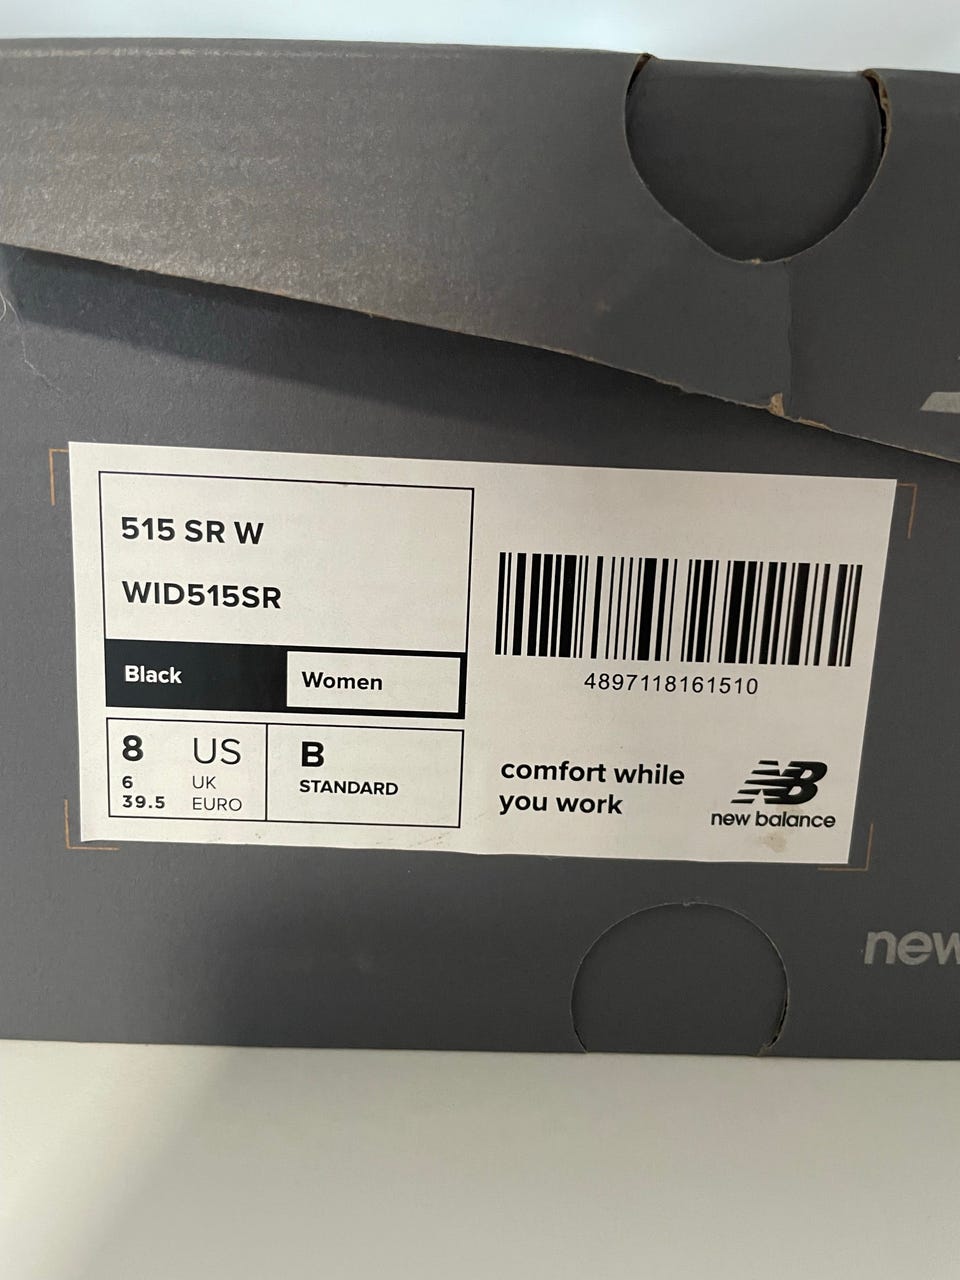 515 SR W
WID515SR
Black
Women
8 US
6 UK
39.5 EURO
B
STANDARD
4897118161510
comfort while
you work
NB
new balance
new